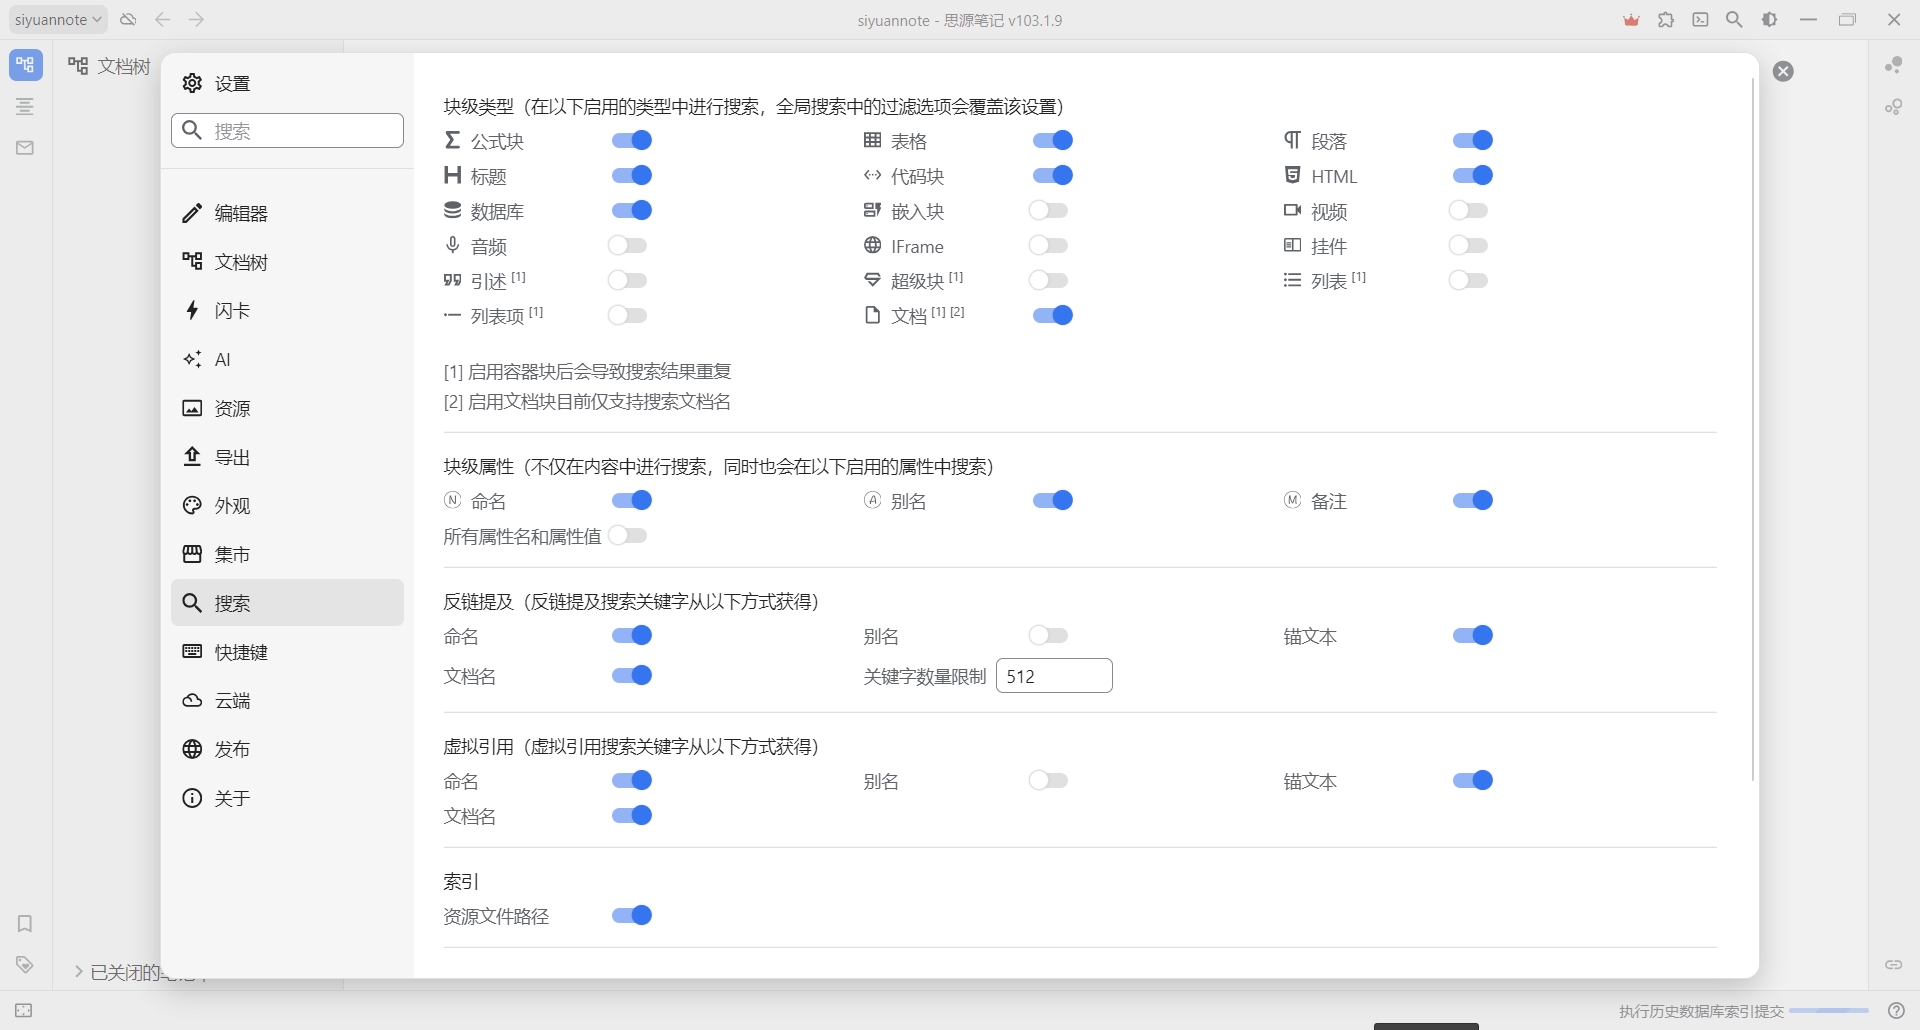 siyuannote
siyuannote - 思源笔记 v103.1.9
文档树
设置
搜索
编辑器
文档树
闪卡
AI
资源
导出
外观
集市
搜索
快捷键
云端
发布
关于
块级类型（在以下启用的类型中进行搜索，全局搜索中的过滤选项会覆盖该设置）
公式块 表格 段落
标题 代码块 HTML
数据库 嵌入块 视频
音频 IFrame 挂件
引述 [1] 超级块 [1] 列表 [1]
列表项 [1] 文档 [1] [2]
[1] 启用容器块后会导致搜索结果重复
[2] 启用文档块目前仅支持搜索文档名
块级属性（不仅在内容中进行搜索，同时也会在以下启用的属性中搜索）
N 命名 A 别名 M 备注
所有属性名和属性值
反链提及（反链提及搜索关键字从以下方式获得）
命名 别名 锚文本
文档名 关键字数量限制 512
虚拟引用（虚拟引用搜索关键字从以下方式获得）
命名 别名 锚文本
文档名
索引
资源文件路径
已关闭的
执行历史数据库索引提交